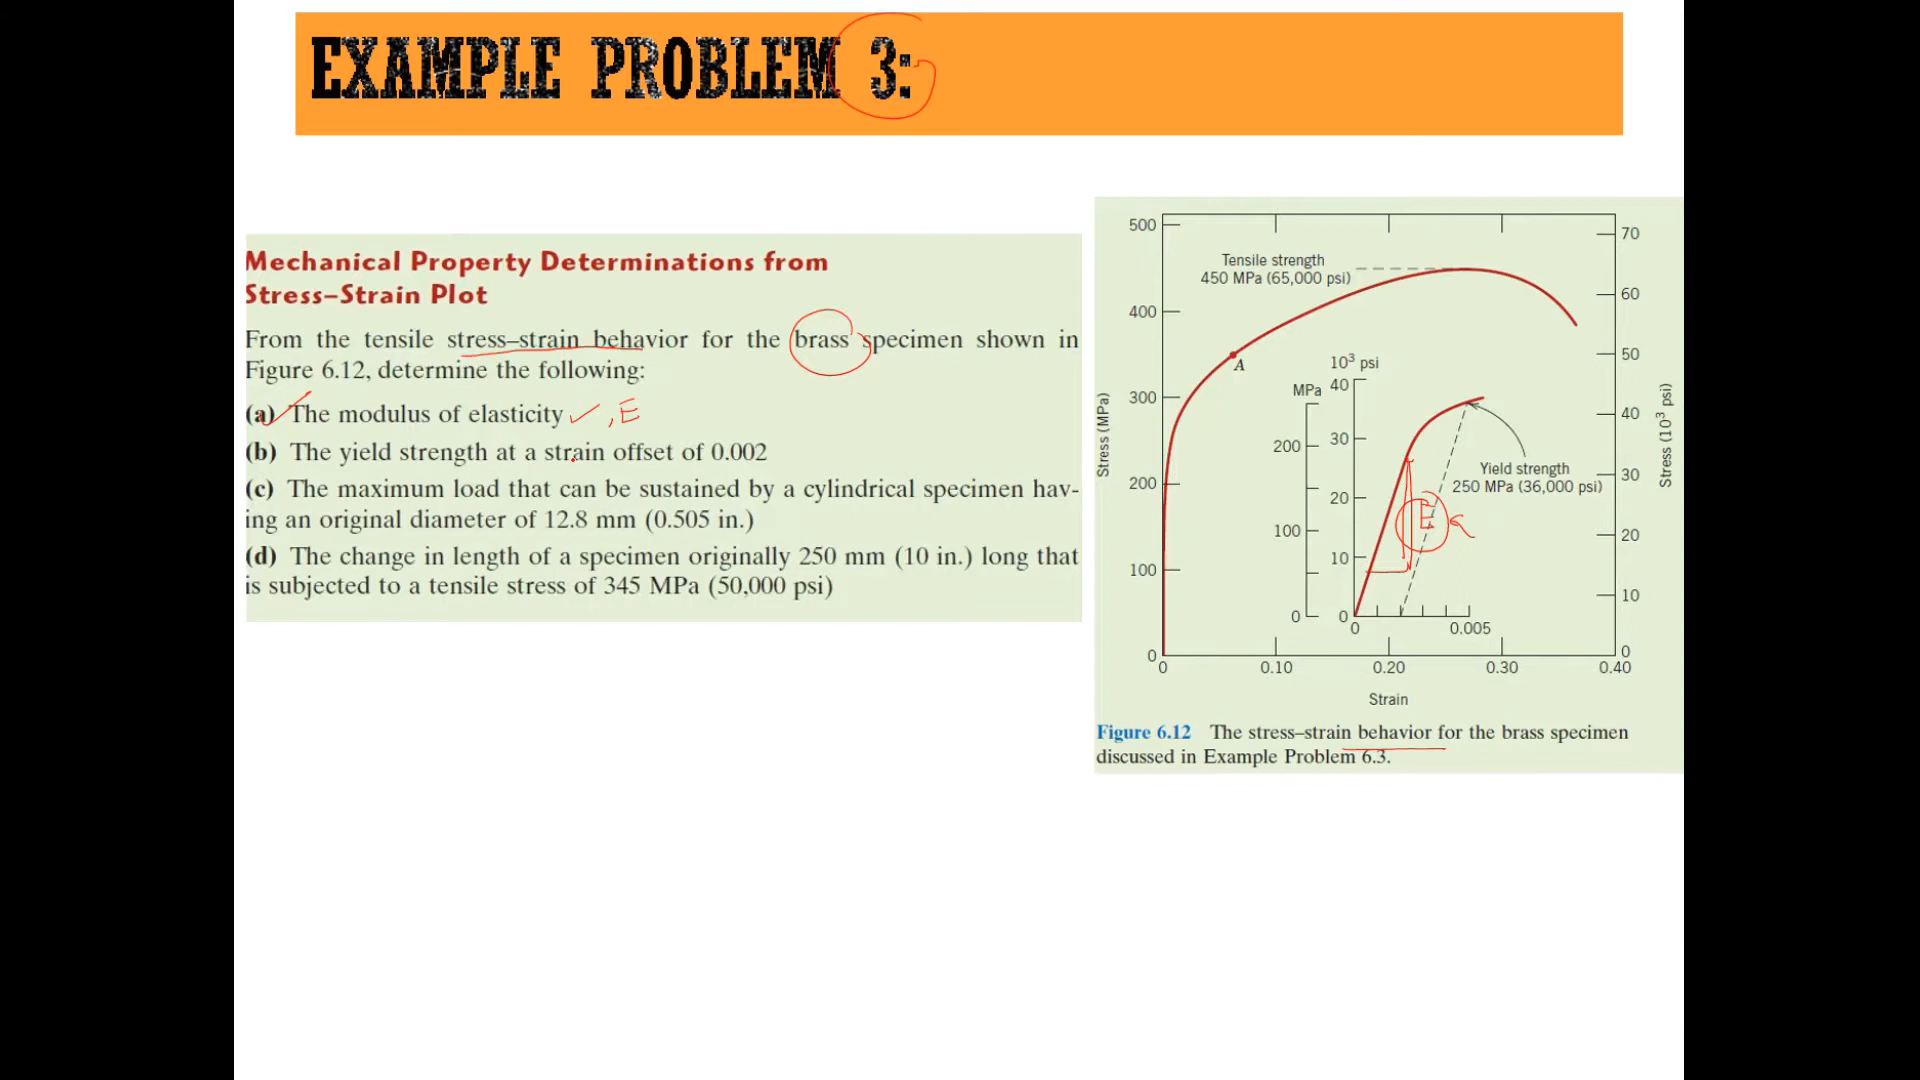 EXAMPLE PROBLEM 3:
Mechanical Property Determinations from
Stress–Strain Plot
From the tensile stress–strain behavior for the brass specimen shown in
Figure 6.12, determine the following:
(a) The modulus of elasticity , E
(b) The yield strength at a strain offset of 0.002
(c) The maximum load that can be sustained by a cylindrical specimen hav-
ing an original diameter of 12.8 mm (0.505 in.)
(d) The change in length of a specimen originally 250 mm (10 in.) long that
is subjected to a tensile stress of 345 MPa (50,000 psi)
500
400
300
200
100
0
Stress (MPa)
Tensile strength
450 MPa (65,000 psi)
A
10³ psi
MPa
40
30
20
10
0
200
100
0
0
0.005
Yield strength
250 MPa (36,000 psi)
E
70
60
50
40
30
20
10
0
Stress (10³ psi)
0
0.10
0.20
0.30
0.40
Strain
Figure 6.12 The stress–strain behavior for the brass specimen
discussed in Example Problem 6.3.